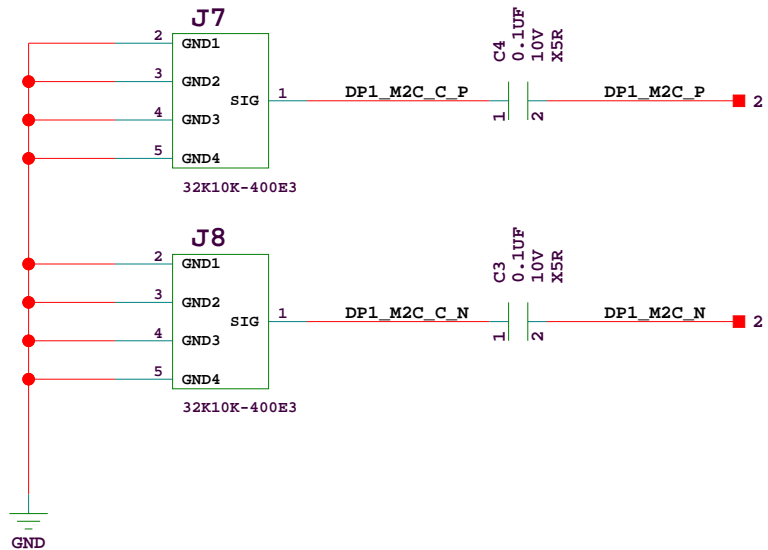 J7
2 GND1
3 GND2
4 GND3
5 GND4
SIG 1
32K10K-400E3
DP1_M2C_C_P
C4
0.1UF
10V
X5R
1 2
DP1_M2C_P
2
J8
2 GND1
3 GND2
4 GND3
5 GND4
SIG 1
32K10K-400E3
DP1_M2C_C_N
C3
0.1UF
10V
X5R
1 2
DP1_M2C_N
2
GND